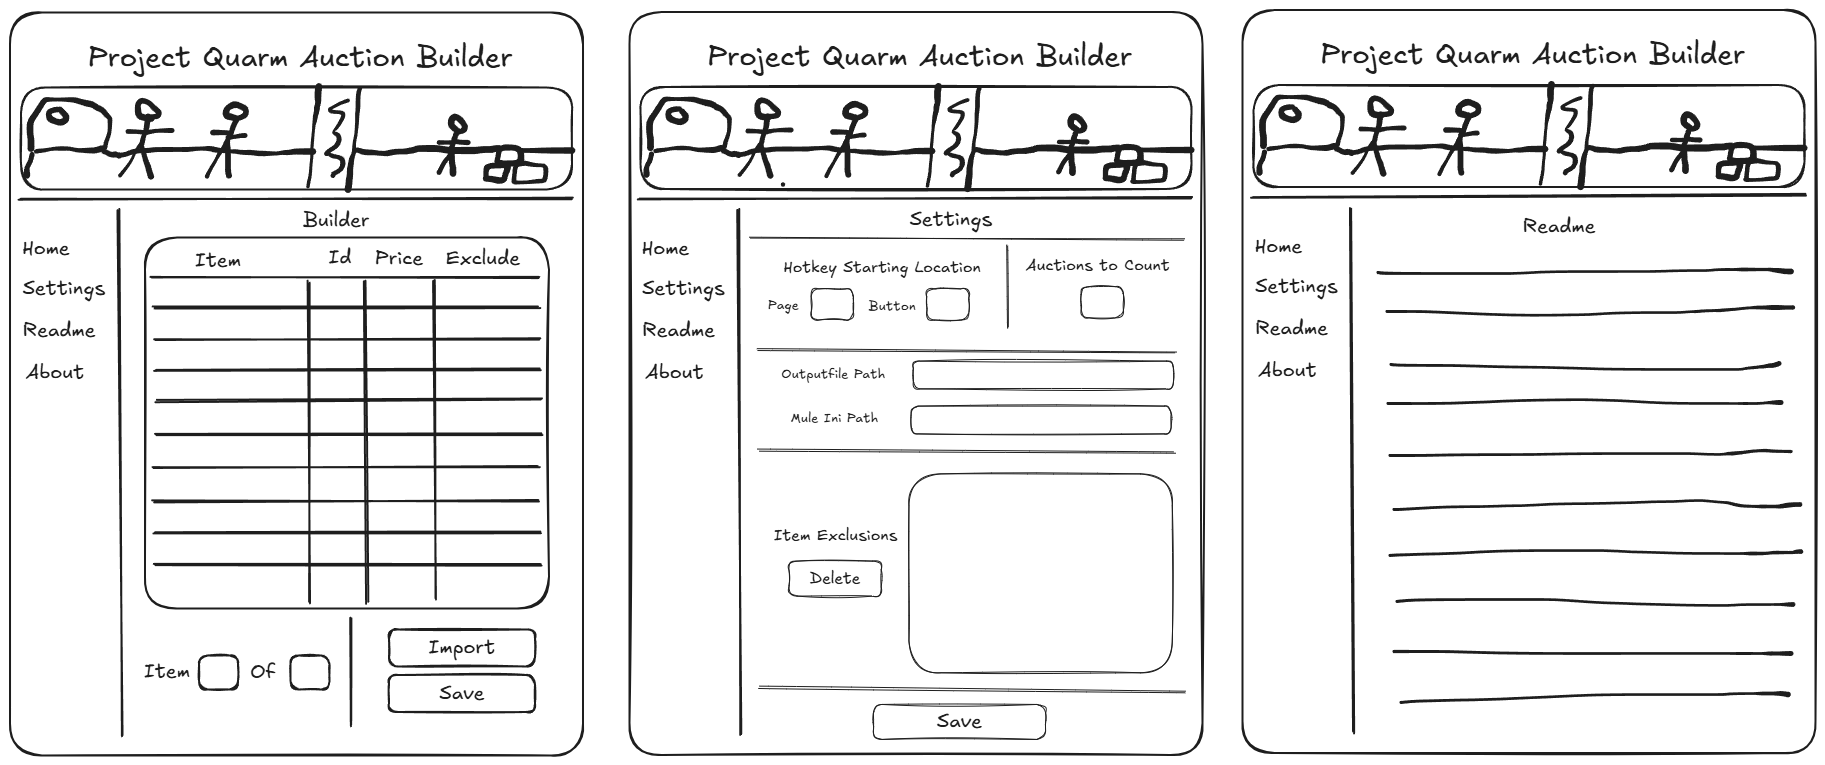 Project Quarm Auction Builder
Builder
Home
Settings
Readme
About
Item Id Price Exclude
Item Of
Import
Save
Project Quarm Auction Builder
Settings
Home
Settings
Readme
About
Hotkey Starting Location
Page Button
Auctions to Count
Outputfile Path
Mule Ini Path
Item Exclusions
Delete
Save
Project Quarm Auction Builder
Readme
Home
Settings
Readme
About